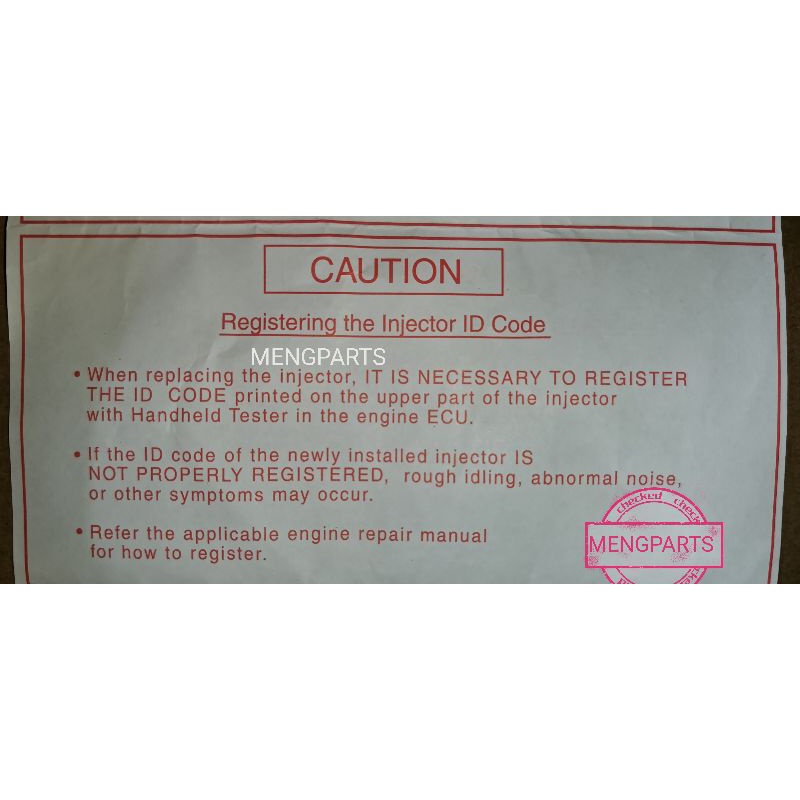 CAUTION
Registering the Injector ID Code
MENGPARTS
• When replacing the injector, IT IS NECESSARY TO REGISTER
THE ID CODE printed on the upper part of the injector
with Handheld Tester in the engine ECU.
• If the ID code of the newly installed injector IS
NOT PROPERLY REGISTERED, rough idling, abnormal noise,
or other symptoms may occur.
• Refer the applicable engine repair manual
for how to register.
checked
MENGPARTS